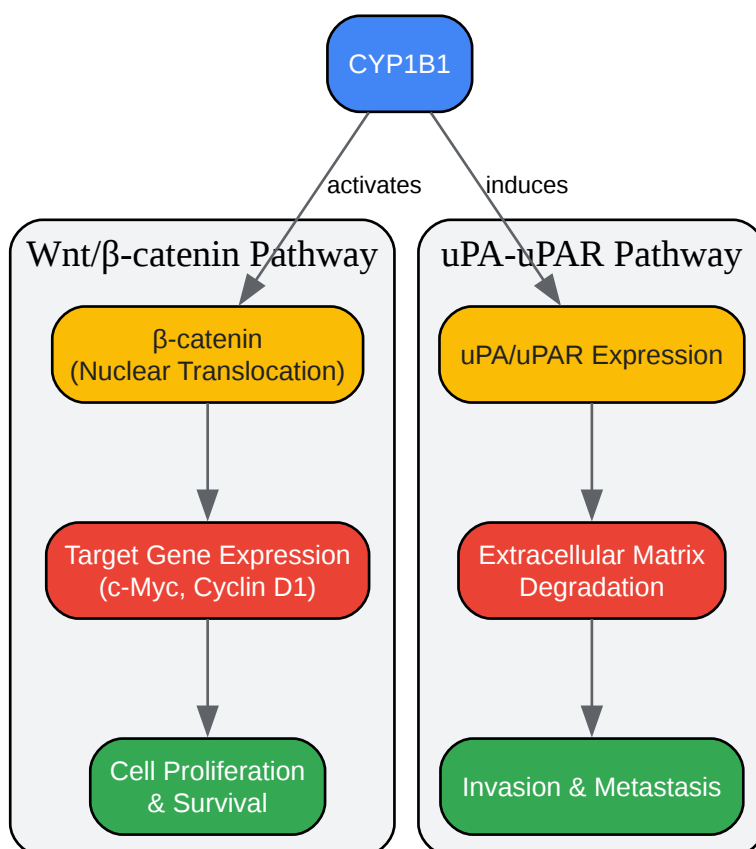 CYP1B1
activates
induces
Wnt/β-catenin Pathway
β-catenin
(Nuclear Translocation)
Target Gene Expression
(c-Myc, Cyclin D1)
Cell Proliferation
& Survival
uPA-uPAR Pathway
uPA/uPAR Expression
Extracellular Matrix
Degradation
Invasion & Metastasis